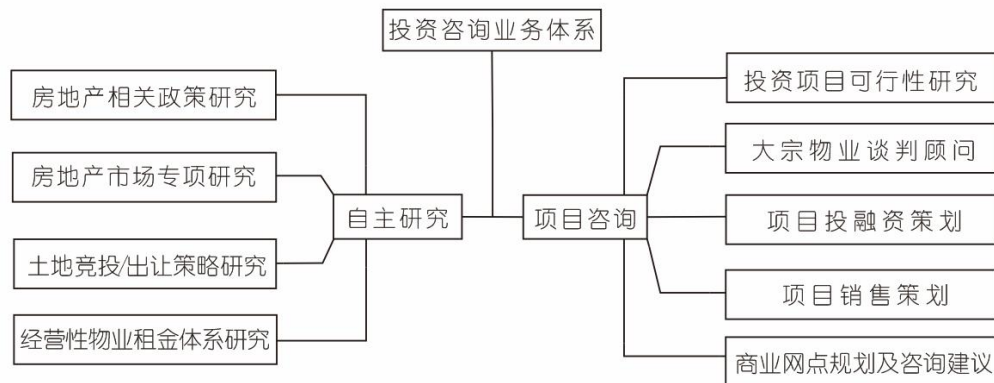 投资咨询业务体系
房地产相关政策研究
房地产市场专项研究
土地竞投/出让策略研究
经营性物业租金体系研究
自主研究
项目咨询
投资项目可行性研究
大宗物业谈判顾问
项目投融资策划
项目销售策划
商业网点规划及咨询建议